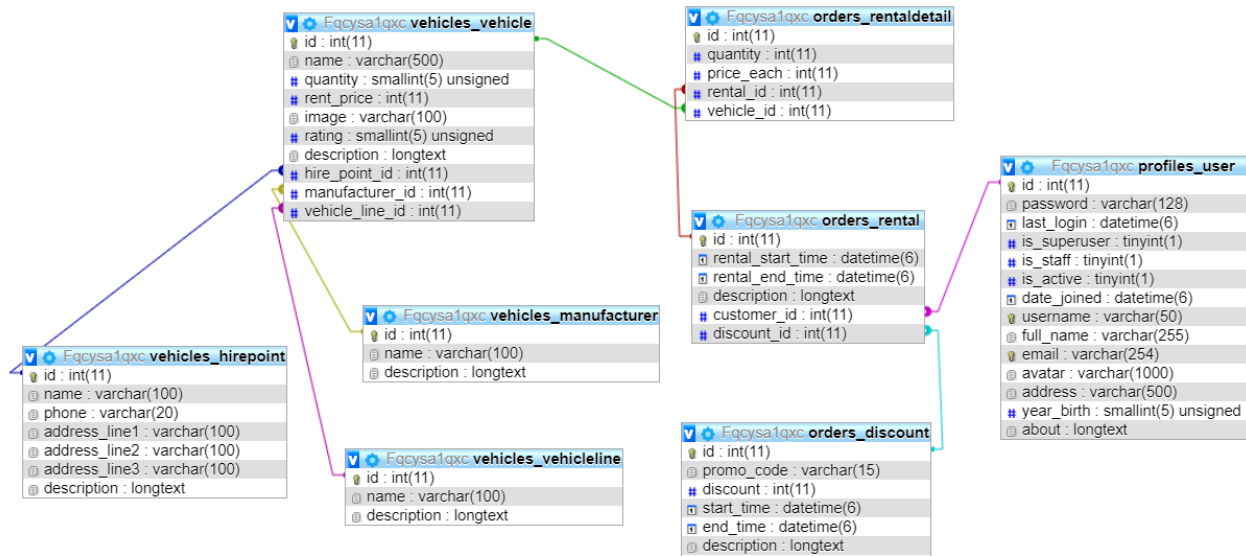 Fqcysa1qxc vehicles_vehicle
id : int(11)
name : varchar(500)
quantity : smallint(5) unsigned
rent_price : int(11)
image : varchar(100)
rating : smallint(5) unsigned
description : longtext
hire_point_id : int(11)
manufacturer_id : int(11)
vehicle_line_id : int(11)
Fqcysa1qxc orders_rentaldetail
id : int(11)
quantity : int(11)
price_each : int(11)
rental_id : int(11)
vehicle_id : int(11)
Fqcysa1qxc profiles_user
id : int(11)
password : varchar(128)
last_login : datetime(6)
is_superuser : tinyint(1)
is_staff : tinyint(1)
is_active : tinyint(1)
date_joined : datetime(6)
username : varchar(50)
full_name : varchar(255)
email : varchar(254)
avatar : varchar(1000)
address : varchar(500)
year_birth : smallint(5) unsigned
about : longtext
Fqcysa1qxc orders_rental
id : int(11)
rental_start_time : datetime(6)
rental_end_time : datetime(6)
description : longtext
customer_id : int(11)
discount_id : int(11)
Fqcysa1qxc vehicles_manufacturer
id : int(11)
name : varchar(100)
description : longtext
Fqcysa1qxc vehicles_hirepoint
id : int(11)
name : varchar(100)
phone : varchar(20)
address_line1 : varchar(100)
address_line2 : varchar(100)
address_line3 : varchar(100)
description : longtext
Fqcysa1qxc vehicles_vehicleline
id : int(11)
name : varchar(100)
description : longtext
Fqcysa1qxc orders_discount
id : int(11)
promo_code : varchar(15)
discount : int(11)
start_time : datetime(6)
end_time : datetime(6)
description : longtext